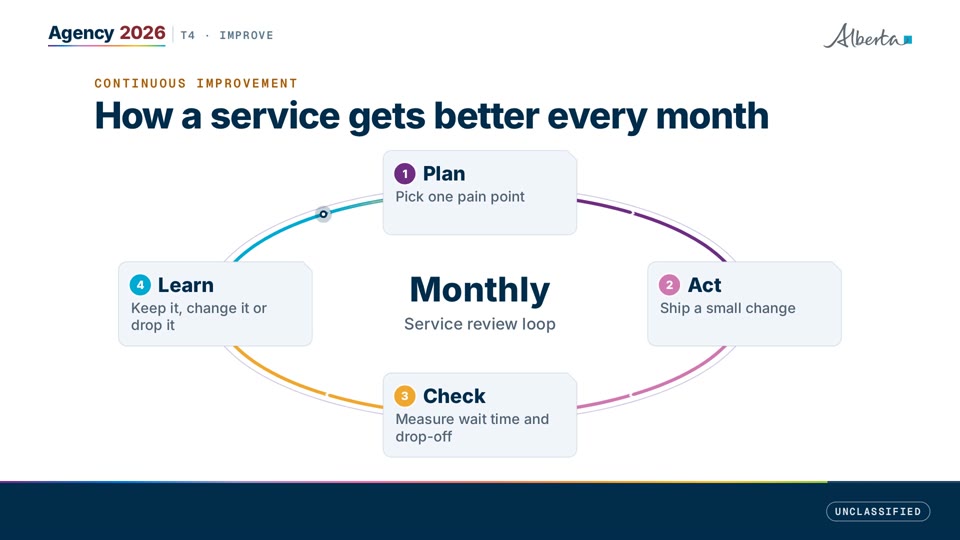 Agency 2026
T4 · IMPROVE
Alberta
CONTINUOUS IMPROVEMENT
How a service gets better every month
1 Plan
Pick one pain point
4 Learn
Keep it, change it or
drop it
Monthly
Service review loop
2 Act
Ship a small change
3 Check
Measure wait time and
drop-off
UNCLASSIFIED